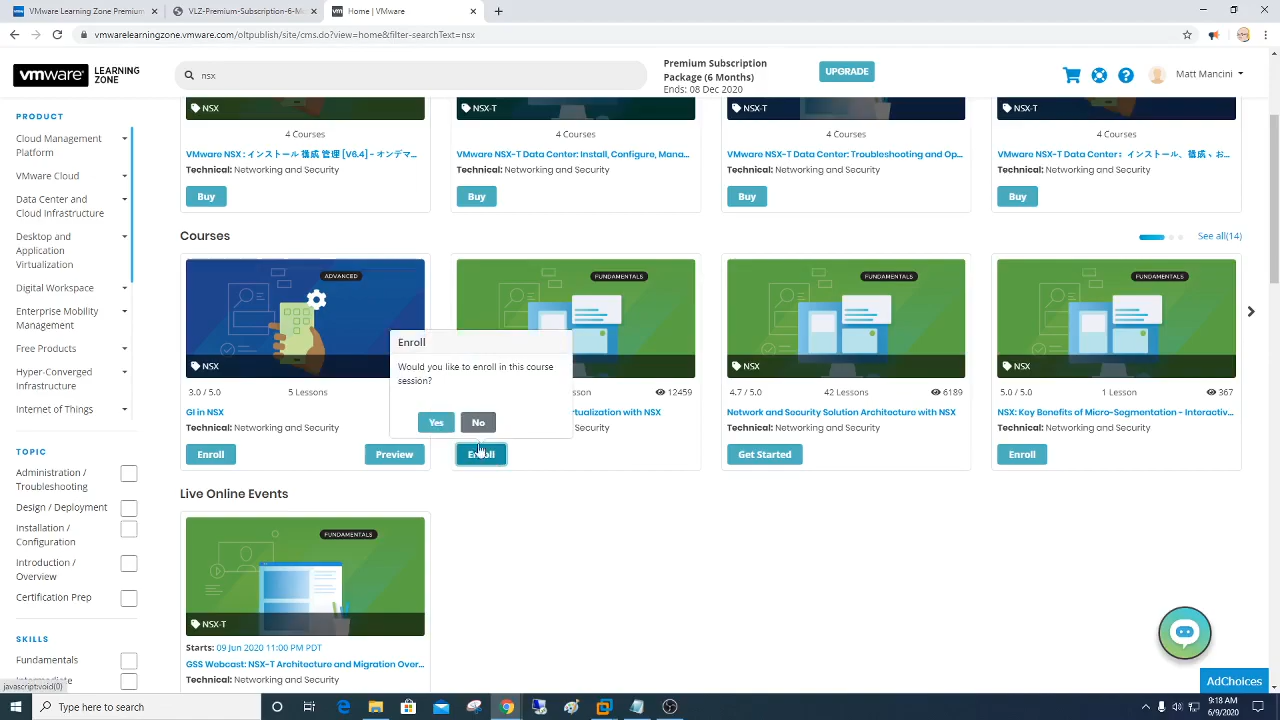 VMware Learning Zone Premium
VLZ-Premium-Subscription-6-M
Home | VMware
vmwarelearningzone.vmware.com/oltpublish/site/cms.do?view=home&filter-searchText=nsx
vmware LEARNING ZONE
nsx
Premium Subscription
Package (6 Months)
Ends: 08 Dec 2020
UPGRADE
Matt Mancini
PRODUCT
Cloud Management
Platform
VMware Cloud
Data Center and
Cloud Infrastructure
Desktop and
Application
Virtualization
Digital Workspace
Enterprise Mobility
Management
Free Products
Hyper-Converged
Infrastructure
Internet of Things
TOPIC
Administration /
Troubleshooting
Design / Deployment
Installation /
Configuration
Introduction /
Overview
Certification Prep
SKILLS
Fundamentals
Intermediate
NSX
NSX-T
NSX-T
NSX-T
4 Courses
4 Courses
4 Courses
4 Courses
VMware NSX : インストール 構成 管理 [V6.4] - オンデマ...
VMware NSX-T Data Center: Install, Configure, Mana...
VMware NSX-T Data Center: Troubleshooting and Op...
VMware NSX-T Data Center： インストール、構成、お...
Technical: Networking and Security
Technical: Networking and Security
Technical: Networking and Security
Technical: Networking and Security
Buy
Buy
Buy
Buy
Courses
See all(14)
ADVANCED
FUNDAMENTALS
FUNDAMENTALS
FUNDAMENTALS
NSX
NSX
NSX
3.0 / 5.0 5 Lessons
12459
4.7 / 5.0 42 Lessons 6189
5.0 / 5.0 1 Lesson 367
GI in NSX
with NSX
Network and Security Solution Architecture with NSX
NSX: Key Benefits of Micro-Segmentation - Interactiv...
Technical: Networking and Security
Security
Technical: Networking and Security
Technical: Networking and Security
Enroll
Preview
Enroll
Get Started
Enroll
Enroll
Would you like to enroll in this course
session?
Yes
No
Live Online Events
FUNDAMENTALS
NSX-T
Starts: 09 Jun 2020 11:00 PM PDT
GSS Webcast: NSX-T Architecture and Migration Over...
Technical: Networking and Security
AdChoices
javascript:void(0)
Type here to search
9:18 AM
6/9/2020